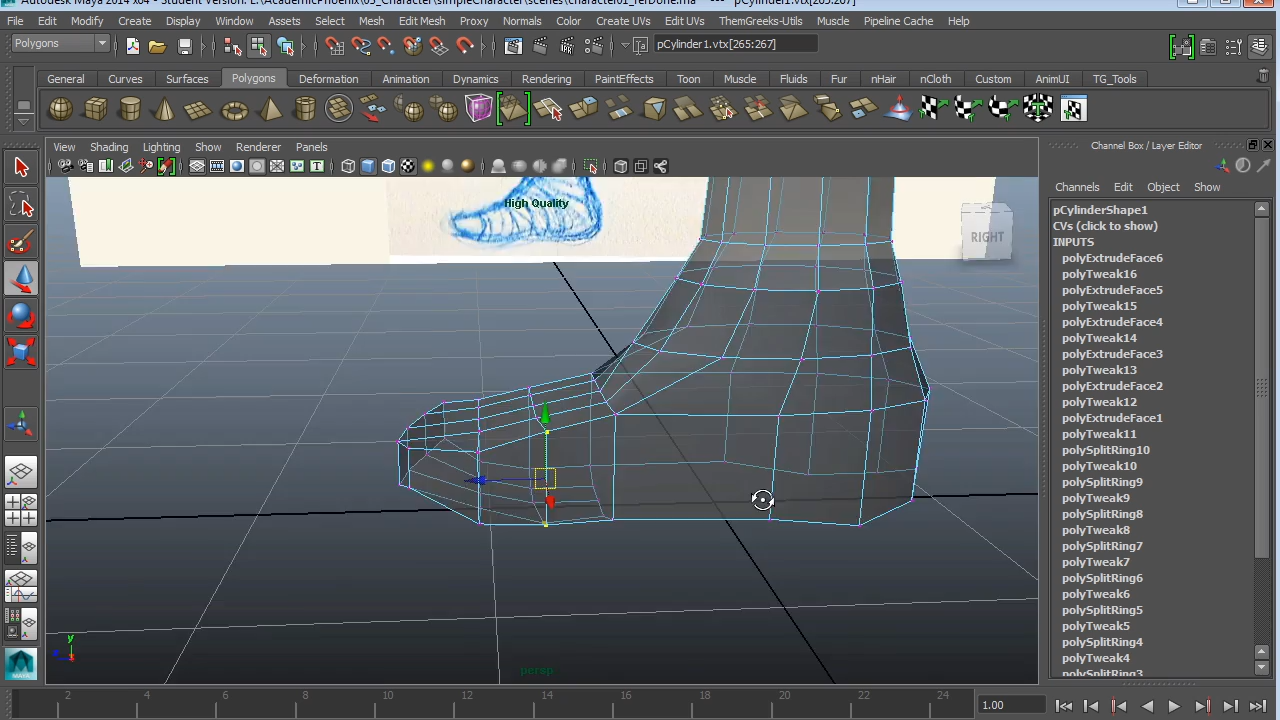 Autodesk Maya 2014 x64 - Student Version: E:\AcademicPhoenix\05_Character\simpleCharacter\scenes\character01_ferDone.ma --- pCylinder1.vtx[265:267]
File Edit Modify Create Display Window Assets Select Mesh Edit Mesh Proxy Normals Color Create UVs Edit UVs ThemGreeks-Utils Muscle Pipeline Cache Help
Polygons pCylinder1.vtx[265:267]
General Curves Surfaces Polygons Deformation Animation Dynamics Rendering PaintEffects Toon Muscle Fluids Fur nHair nCloth Custom AnimUI TG_Tools
View Shading Lighting Show Renderer Panels
High Quality
RIGHT
persp
y
Channel Box / Layer Editor
Channels Edit Object Show
pCylinderShape1
CVs (click to show)
INPUTS
polyExtrudeFace6
polyTweak16
polyExtrudeFace5
polyTweak15
polyExtrudeFace4
polyTweak14
polyExtrudeFace3
polyTweak13
polyExtrudeFace2
polyTweak12
polyExtrudeFace1
polyTweak11
polySplitRing10
polyTweak10
polySplitRing9
polyTweak9
polySplitRing8
polyTweak8
polySplitRing7
polyTweak7
polySplitRing6
polyTweak6
polySplitRing5
polyTweak5
polySplitRing4
polyTweak4
polySplitRing3
2 4 6 8 10 12 14 16 18 20 22 24 1.00